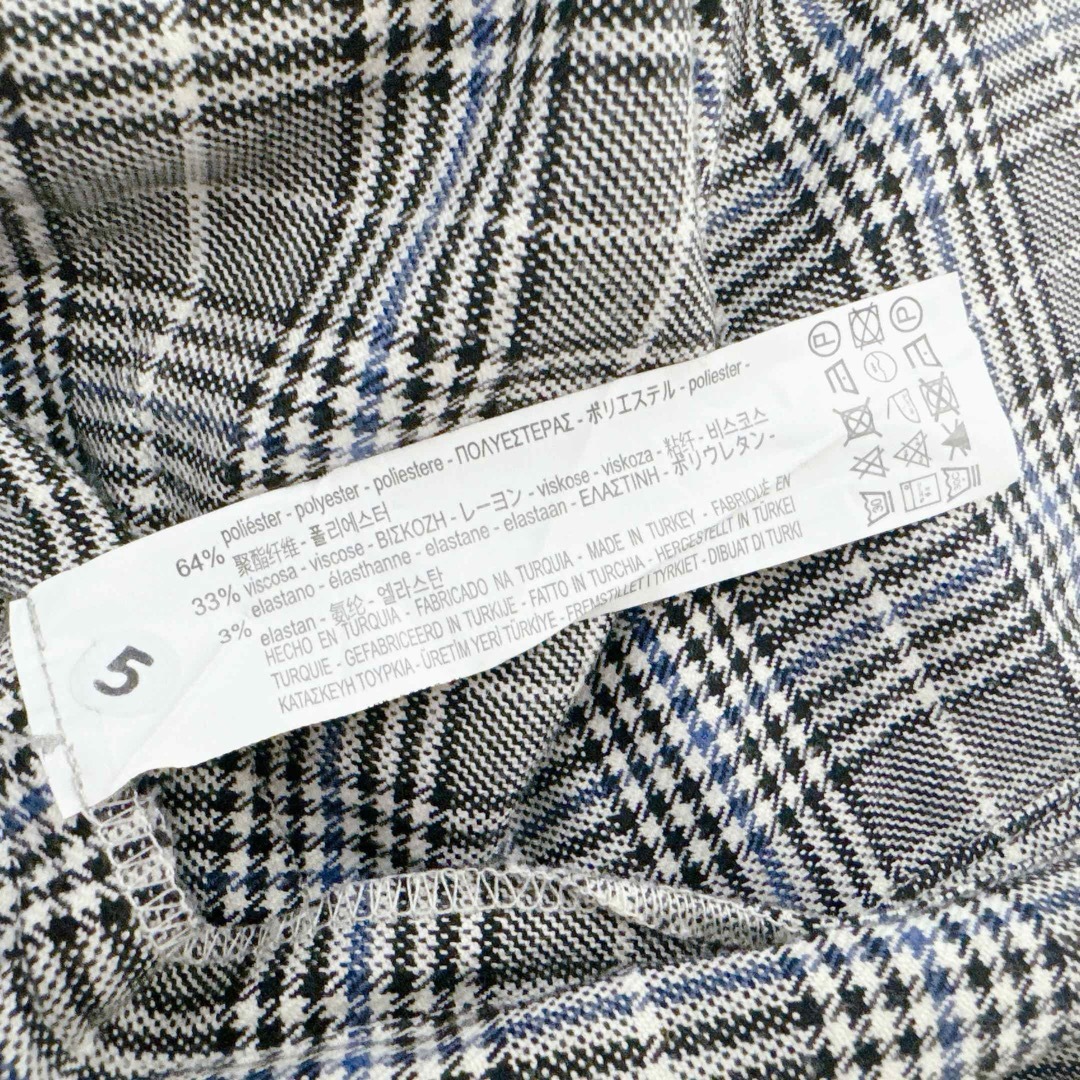 64% poliéster - polyester - poliestere - ΠΟΛΥΕΣΤΕΡΑΣ - ポリエステル - poliester -
聚酯纤维 - 폴리에스터
33% viscosa - viscose - ΒΙΣΚΟΖΗ - レーヨン - viskose - viskoza - 粘纤 - 비스코스
3% elastano - élasthanne - elastane - elastaan - ΕΛΑΣΤΙΝΗ - ポリウレタン -
elastan - 氨纶 - 엘라스탄
HECHO EN TURQUIA - FABRICADO NA TURQUIA - MADE IN TURKEY - FABRIQUÉ EN
TURQUIE - GEFABRICEERD IN TURKIJE - FATTO IN TURCHIA - HERGESTELLT IN TÜRKEI
ΚΑΤΑΣΚΕΥΗ ΤΟΥΡΚΙΑ - ÜRETİM YERİ TÜRKİYE - FREMSTILLET I TYRKIET - DIBUAT DI TURKI
5
P P